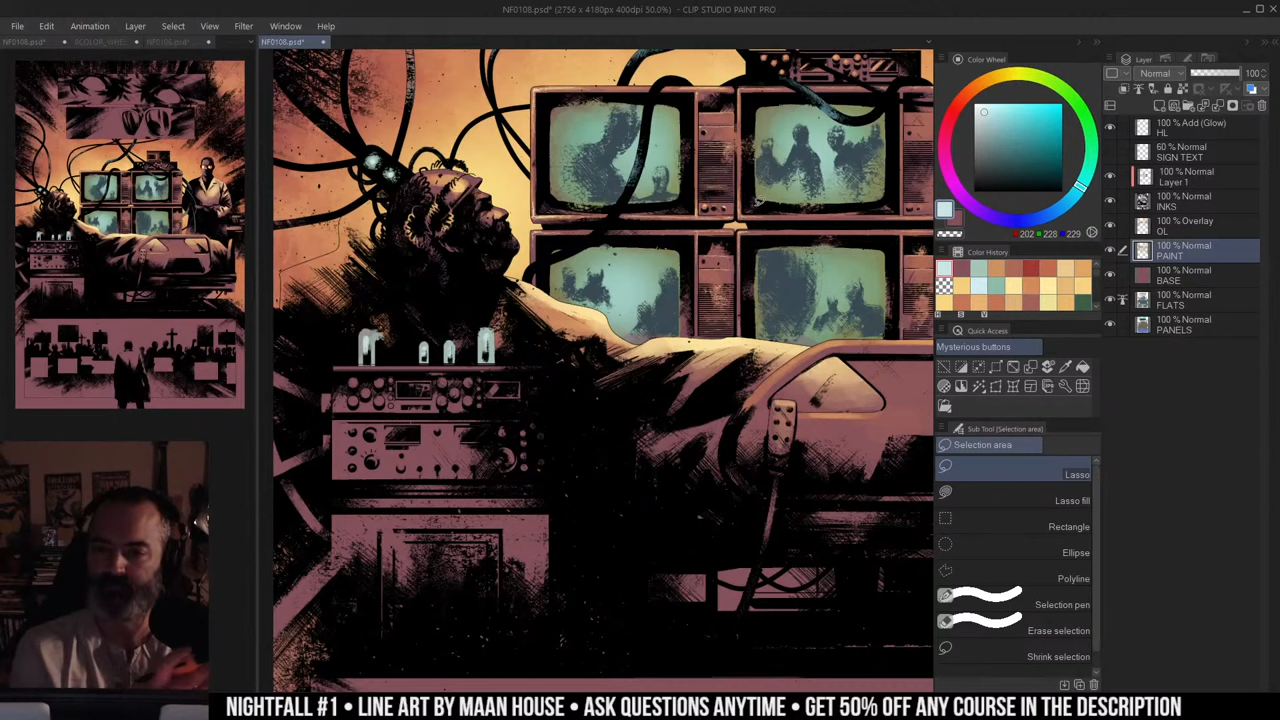 NF0108.psd* (2756 x 4180px 400dpi 50.0%) - CLIP STUDIO PAINT PRO
File Edit Animation Layer Select View Filter Window Help
NF0108.psd*
Color Wheel
202 228 229
Color History
H S V
Quick Access
Mysterious buttons
Sub Tool [Selection area]
Selection area
Lasso
Lasso fill
Rectangle
Ellipse
Polyline
Selection pen
Erase selection
Shrink selection
Layer
Normal 100
100 % Add (Glow)
HL
60 % Normal
SIGN TEXT
100 % Normal
Layer 1
100 % Normal
INKS
100 % Overlay
OL
100 % Normal
PAINT
100 % Normal
BASE
100 % Normal
FLATS
100 % Normal
PANELS
NIGHTFALL #1 • LINE ART BY MAAN HOUSE • ASK QUESTIONS ANYTIME • GET 50% OFF ANY COURSE IN THE DESCRIPTION